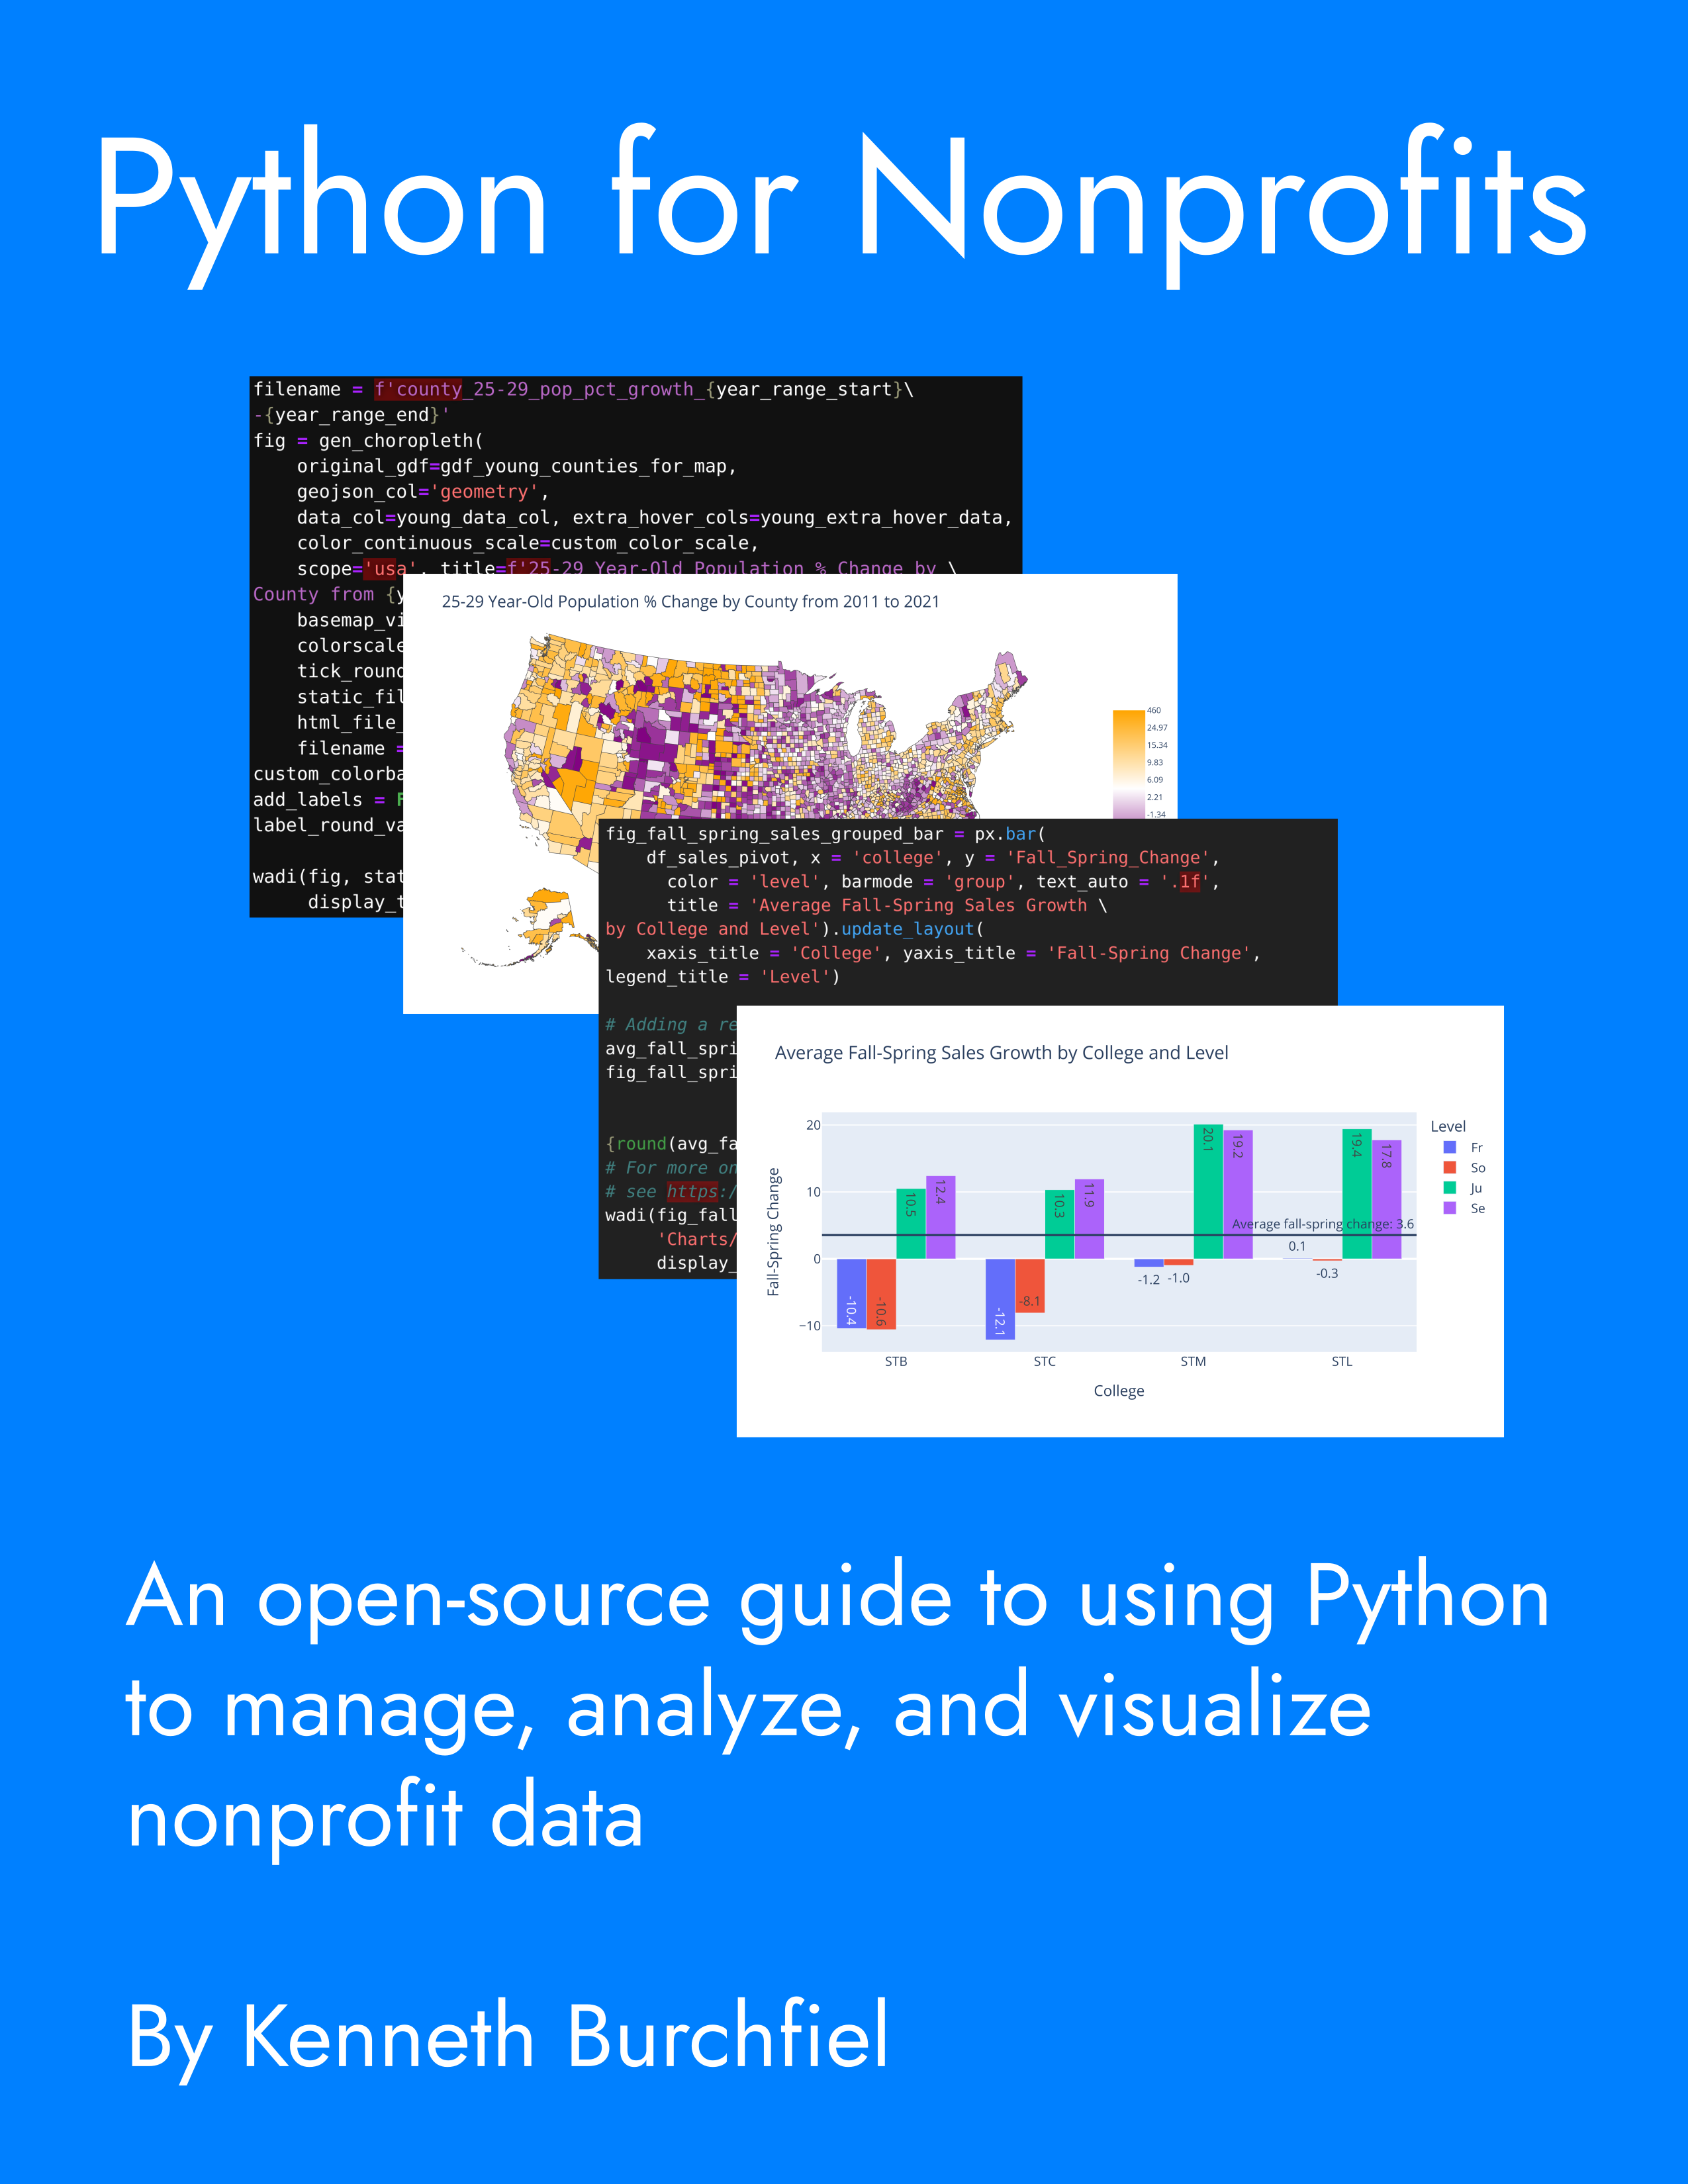 Python for Nonprofits
filename = f'county_25-29_pop_pct_growth_{year_range_start}\
-{year_range_end}'
fig = gen_choropleth(
    original_gdf=gdf_young_counties_for_map,
    geojson_col='geometry',
    data_col=young_data_col, extra_hover_cols=young_extra_hover_data,
    color_continuous_scale=custom_color_scale,
    scope='usa', title=f'25-29 Year-Old Population % Change by \
County from {y
    basemap_vi
    colorscale
    tick_round
    static_fil
    html_file_
    filename =
custom_colorba
add_labels = F
label_round_va
wadi(fig, stat
     display_t
25-29 Year-Old Population % Change by County from 2011 to 2021
460
24.97
15.34
9.83
6.09
2.21
-1.34
fig_fall_spring_sales_grouped_bar = px.bar(
    df_sales_pivot, x = 'college', y = 'Fall_Spring_Change',
      color = 'level', barmode = 'group', text_auto = '.1f',
      title = 'Average Fall-Spring Sales Growth \
by College and Level').update_layout(
    xaxis_title = 'College', yaxis_title = 'Fall-Spring Change',
legend_title = 'Level')
# Adding a re
avg_fall_spri
fig_fall_spri
{round(avg_fa
# For more on
# see https:/
wadi(fig_fall
     'Charts/
     display_
Average Fall-Spring Sales Growth by College and Level
Fall-Spring Change
20
10
0
−10
-10.4
-10.6
10.5
12.4
-12.1
-8.1
10.3
11.9
-1.2
-1.0
20.1
19.2
0.1
-0.3
19.4
17.8
Average fall-spring change: 3.6
STB
STC
STM
STL
College
Level
Fr
So
Ju
Se
An open-source guide to using Python
to manage, analyze, and visualize
nonprofit data
By Kenneth Burchfiel